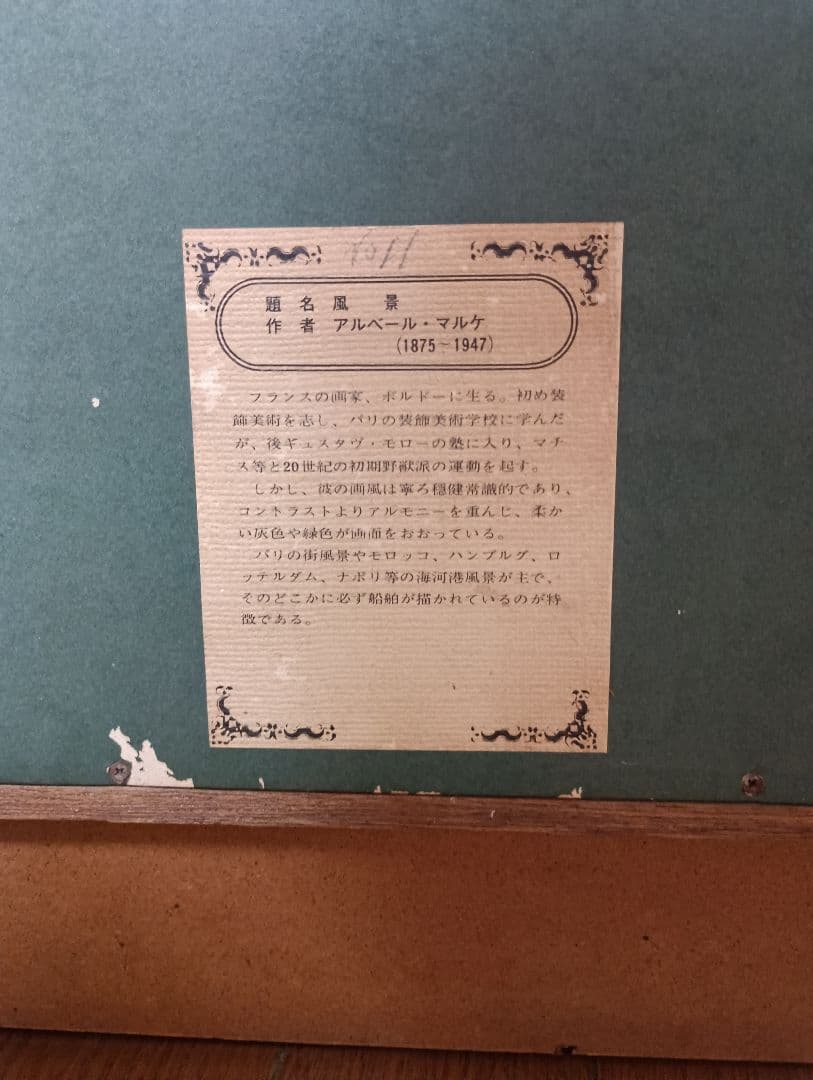 題名 風景
作者 アルベール・マルケ
(1875~1947)
フランスの画家、ボルドーに生る。初め装
飾美術を志し、パリの装飾美術学校に学んだ
が、後ギュスタヴ・モローの塾に入り、マチ
ス等と20世紀の初期野獣派の運動を起す。
しかし、彼の画風は寧ろ穏健常識的であり、
コントラストよりアルモニーを重んじ、柔か
い灰色や緑色が画面をおおっている。
パリの街風景やモロッコ、ハンブルグ、ロ
ッテルダム、ナポリ等の海河港風景が主で、
そのどこかに必ず船舶が描かれているのが特
徴である。